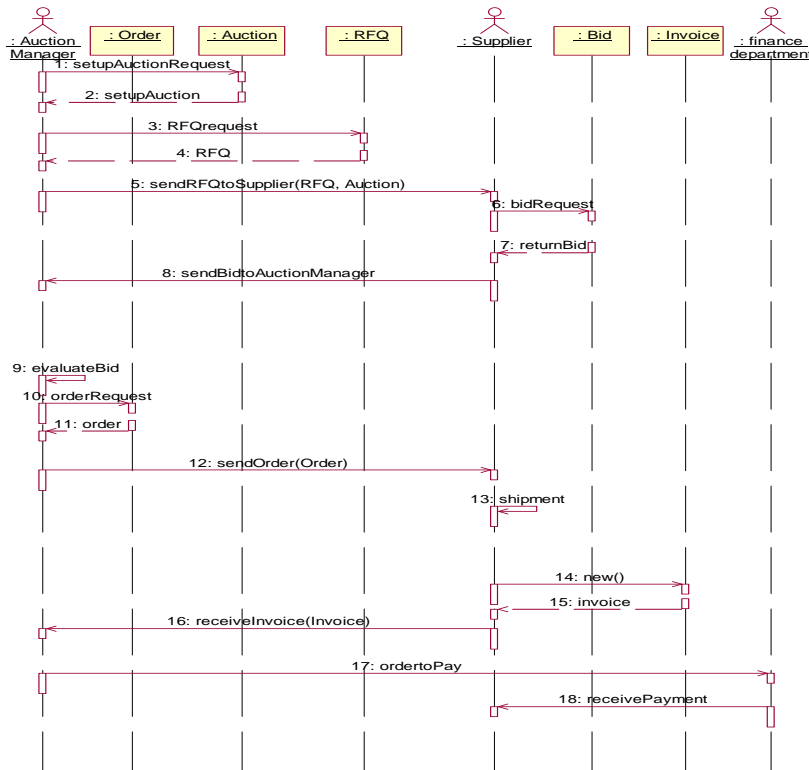 : Auction
Manager
: Order
: Auction
: RFQ
: Supplier
: Bid
: Invoice
: finance
department
1: setupAuctionRequest
2: setupAuction
3: RFQrequest
4: RFQ
5: sendRFQtoSupplier(RFQ, Auction)
6: bidRequest
7: returnBid
8: sendBidtoAuctionManager
9: evaluateBid
10: orderRequest
11: order
12: sendOrder(Order)
13: shipment
14: new()
15: invoice
16: receiveInvoice(Invoice)
17: ordertoPay
18: receivePayment